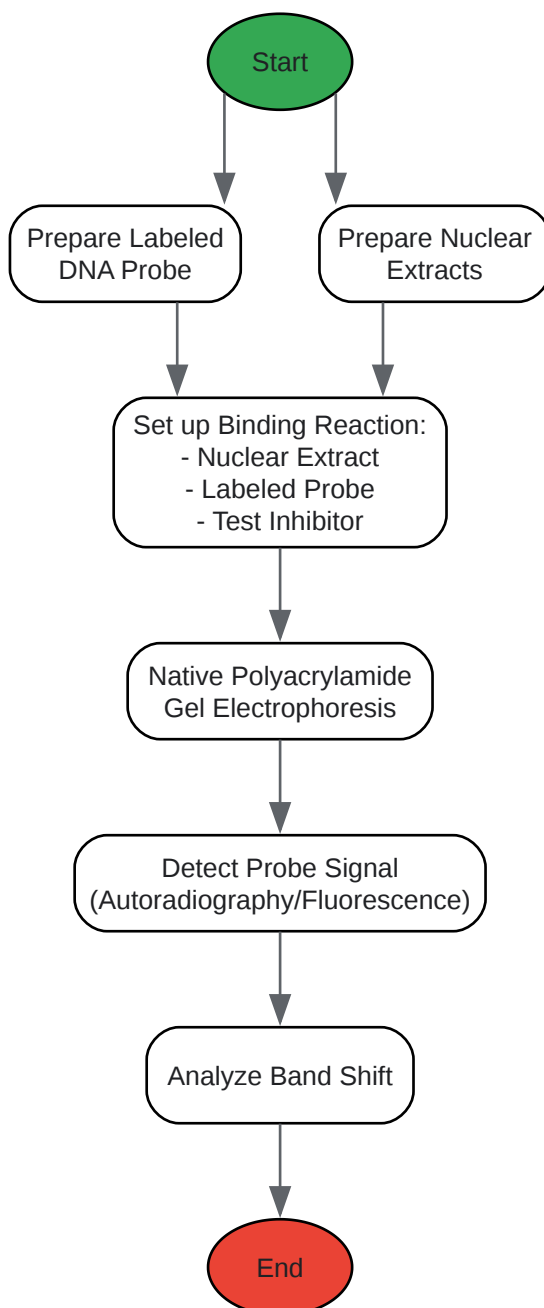 Start
Prepare Labeled
DNA Probe
Prepare Nuclear
Extracts
Set up Binding Reaction:
- Nuclear Extract
- Labeled Probe
- Test Inhibitor
Native Polyacrylamide
Gel Electrophoresis
Detect Probe Signal
(Autoradiography/Fluorescence)
Analyze Band Shift
End